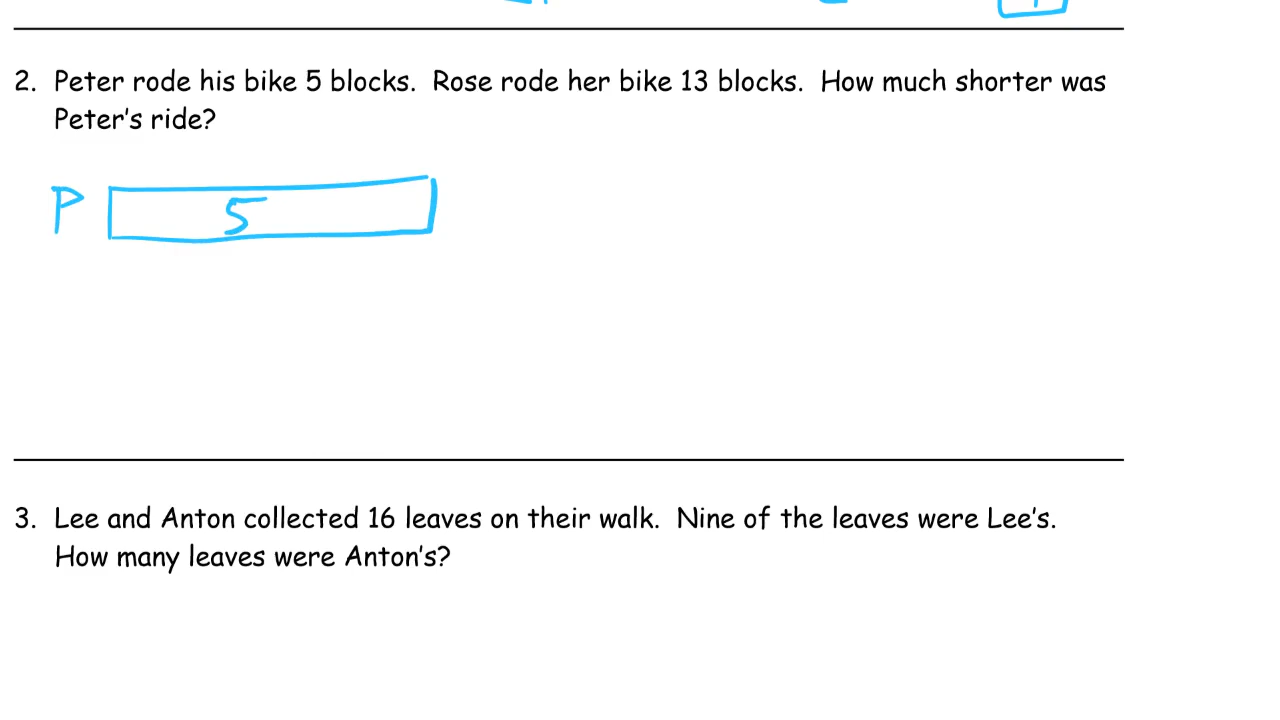 2. Peter rode his bike 5 blocks. Rose rode her bike 13 blocks. How much shorter was
Peter's ride?
P 5
3. Lee and Anton collected 16 leaves on their walk. Nine of the leaves were Lee's.
How many leaves were Anton's?